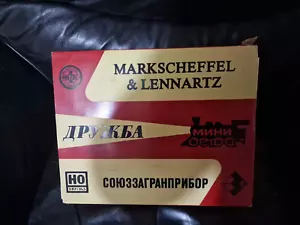 MARKSCHEFFEL
& LENNARTZ
ДРУЖБА
МИНИ
HO
СОЮЗЗАГРАНПРИБОР